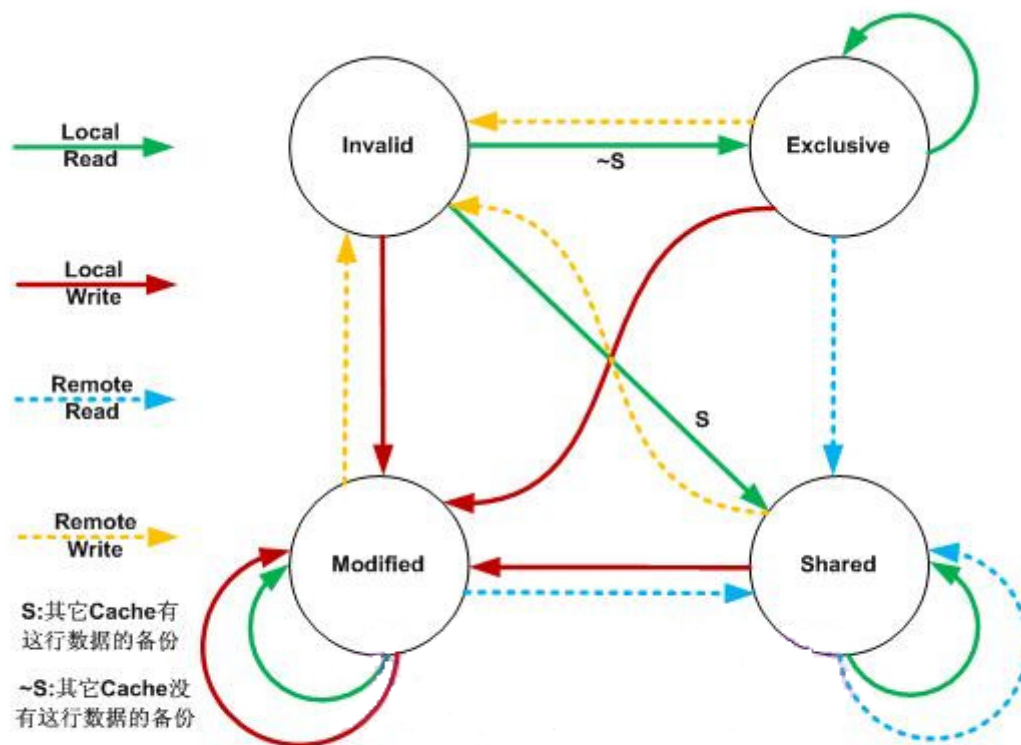 Local
Read
Local
Write
Remote
Read
Remote
Write
S:其它Cache有
这行数据的备份
~S:其它Cache没
有这行数据的备份
Invalid
~S
Exclusive
S
Modified
Shared